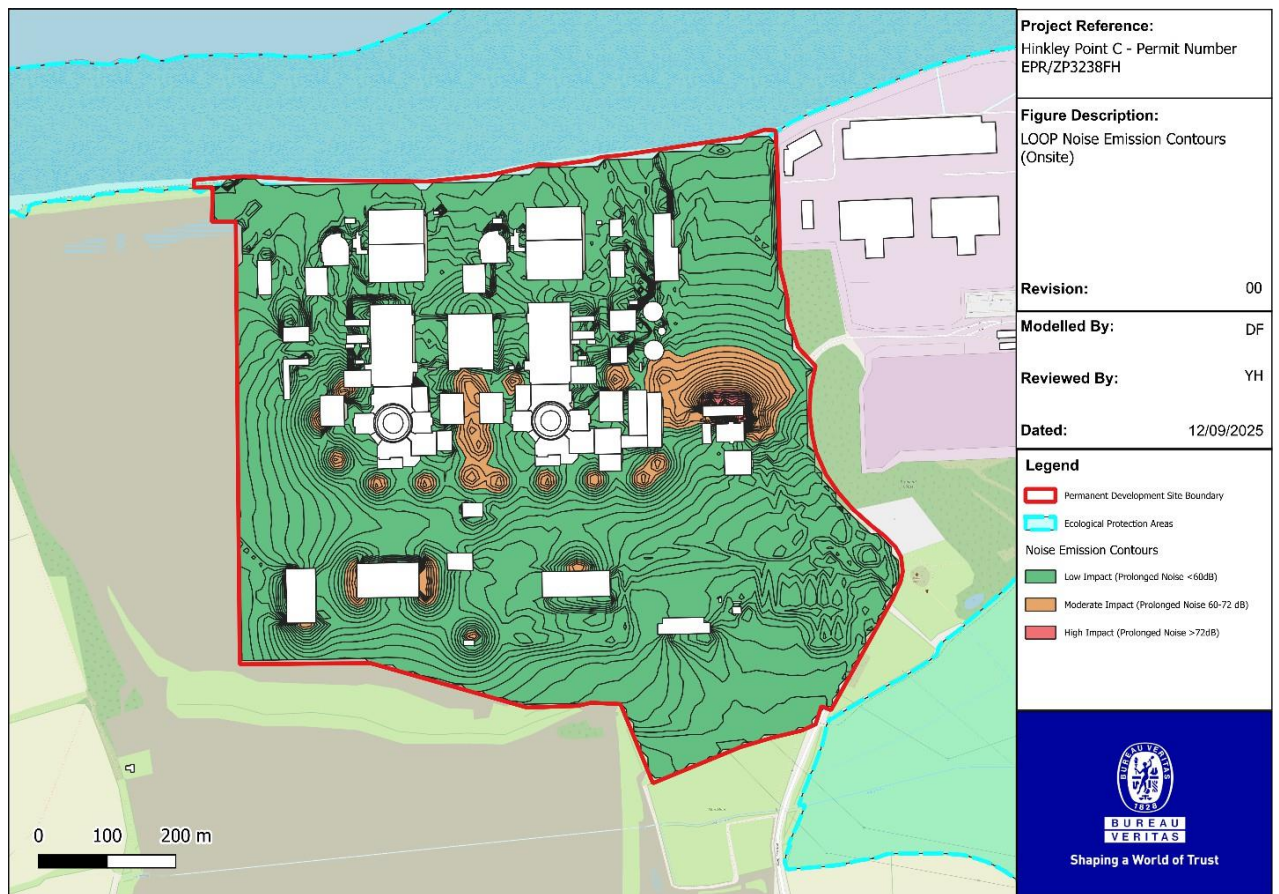 Project Reference:
Hinkley Point C - Permit Number
EPR/ZP3238FH
Figure Description:
LOOP Noise Emission Contours
(Onsite)
Revision: 00
Modelled By: DF
Reviewed By: YH
Dated: 12/09/2025
Legend
Permanent Development Site Boundary
Ecological Protection Areas
Noise Emission Contours
Low Impact (Prolonged Noise <60dB)
Moderate Impact (Prolonged Noise 60-72 dB)
High Impact (Prolonged Noise >72dB)
0 100 200 m
BUREAU VERITAS
1828
BUREAU
VERITAS
Shaping a World of Trust